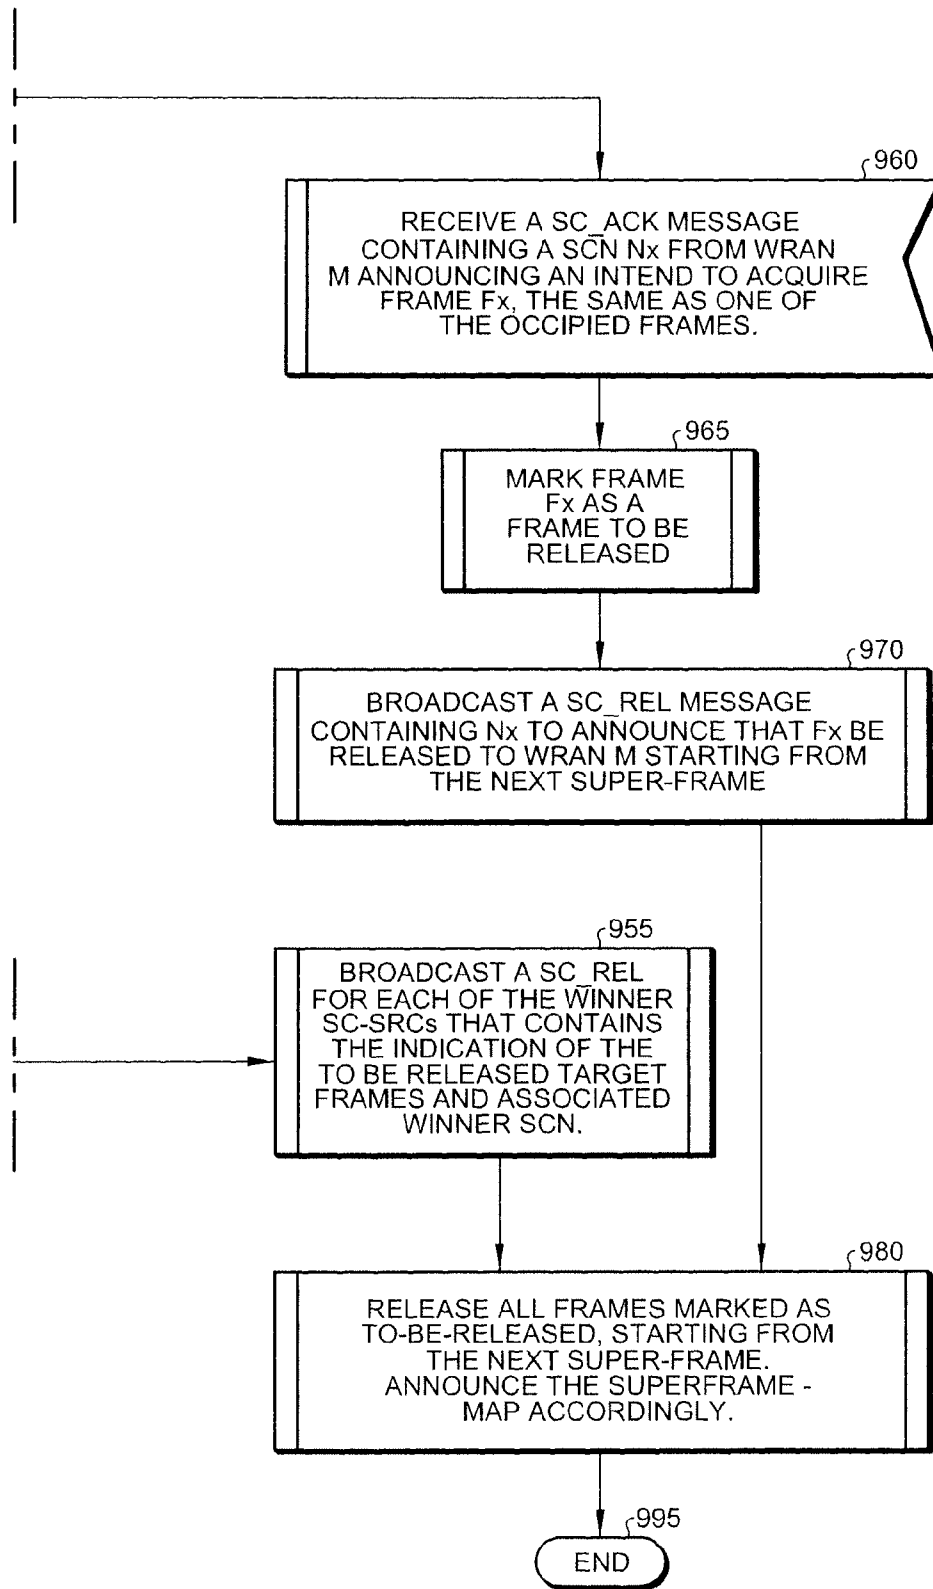 960
RECEIVE A SC_ACK MESSAGE
CONTAINING A SCN Nx FROM WRAN
M ANNOUNCING AN INTEND TO ACQUIRE
FRAME Fx, THE SAME AS ONE OF
THE OCCIPIED FRAMES.
965
MARK FRAME
Fx AS A
FRAME TO BE
RELEASED
970
BROADCAST A SC_REL MESSAGE
CONTAINING Nx TO ANNOUNCE THAT Fx BE
RELEASED TO WRAN M STARTING FROM
THE NEXT SUPER-FRAME
955
BROADCAST A SC_REL
FOR EACH OF THE WINNER
SC-SRCs THAT CONTAINS
THE INDICATION OF THE
TO BE RELEASED TARGET
FRAMES AND ASSOCIATED
WINNER SCN.
980
RELEASE ALL FRAMES MARKED AS
TO-BE-RELEASED, STARTING FROM
THE NEXT SUPER-FRAME.
ANNOUNCE THE SUPERFRAME -
MAP ACCORDINGLY.
995
END